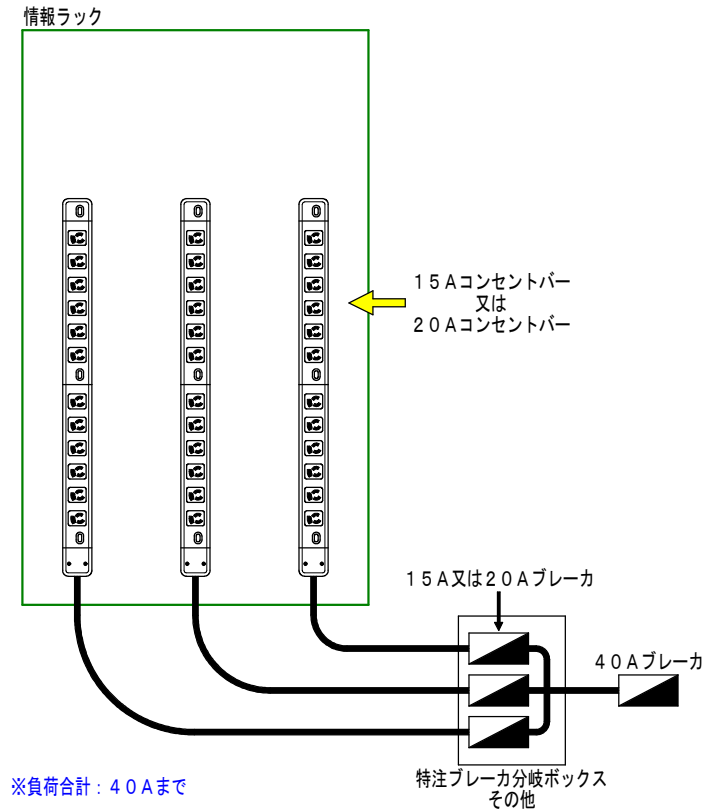 情報ラック
１５Ａコンセントバー
又は
２０Ａコンセントバー
１５Ａ又は２０Ａブレーカ
４０Ａブレーカ
特注ブレーカ分岐ボックス
その他
※負荷合計：４０Ａまで